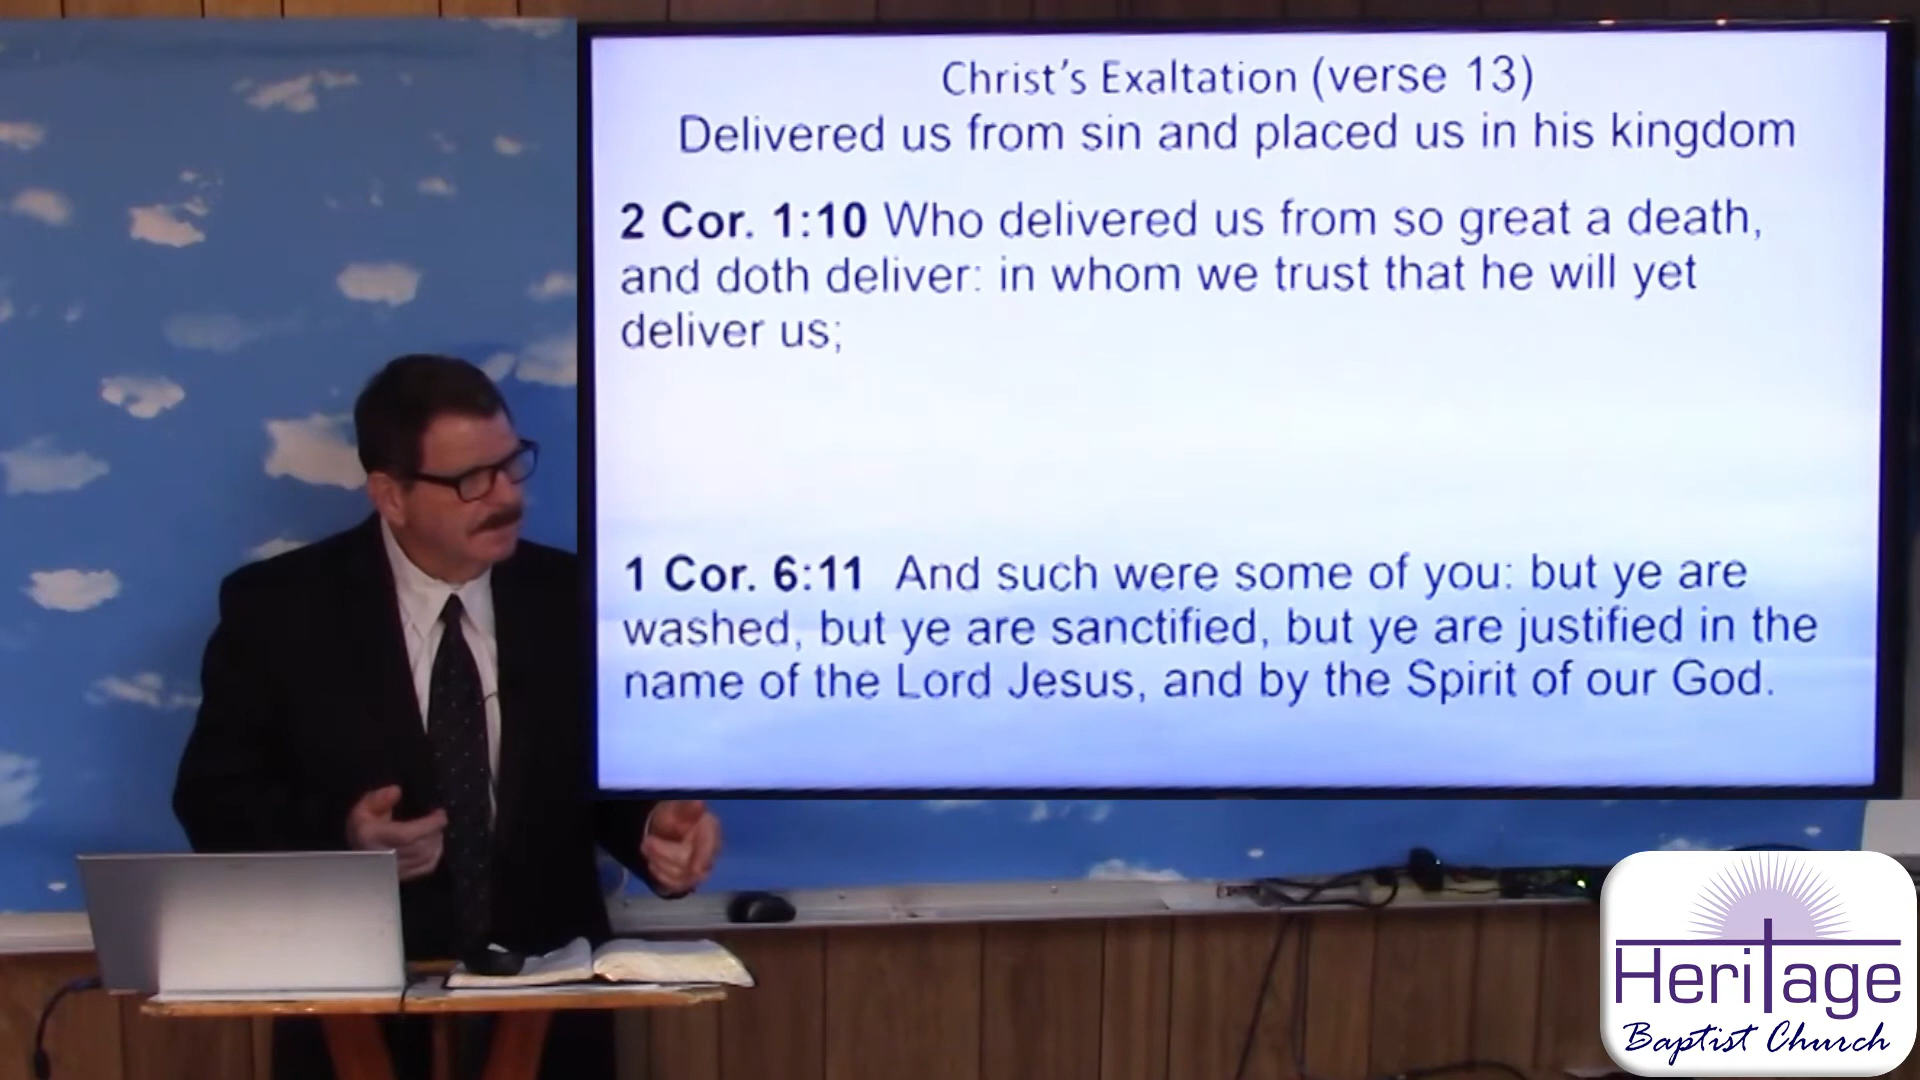 Christ's Exaltation (verse 13)
Delivered us from sin and placed us in his kingdom
2 Cor. 1:10 Who delivered us from so great a death,
and doth deliver: in whom we trust that he will yet
deliver us;
1 Cor. 6:11 And such were some of you: but ye are
washed, but ye are sanctified, but ye are justified in the
name of the Lord Jesus, and by the Spirit of our God.
Heritage
Baptist Church